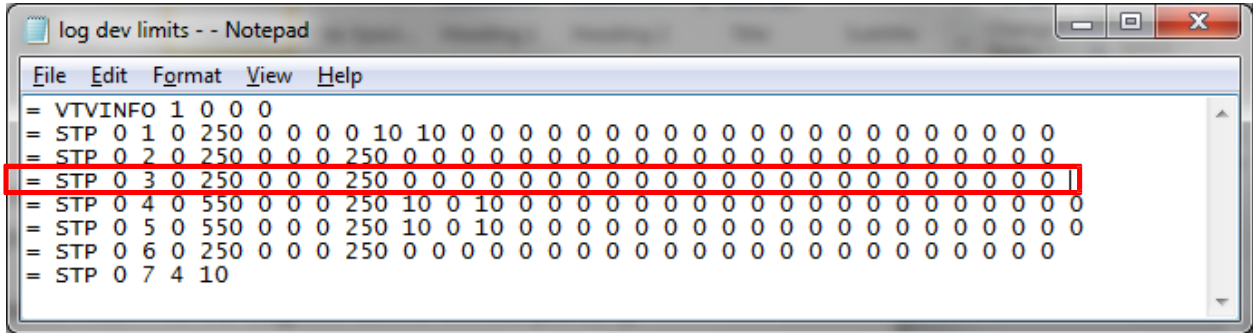 log dev limits - - Notepad
File Edit Format View Help
= VTVINFO 1 0 0 0
= STP 0 1 0 250 0 0 0 0 10 10 0 0 0 0 0 0 0 0 0 0 0 0 0 0 0 0 0 0 0 0 0
= STP 0 2 0 250 0 0 0 250 0 0 0 0 0 0 0 0 0 0 0 0 0 0 0 0 0 0 0 0 0 0 0
= STP 0 3 0 250 0 0 0 250 0 0 0 0 0 0 0 0 0 0 0 0 0 0 0 0 0 0 0 0 0 0 0
= STP 0 4 0 550 0 0 0 250 10 0 10 0 0 0 0 0 0 0 0 0 0 0 0 0 0 0 0 0 0 0 0
= STP 0 5 0 550 0 0 0 250 10 0 10 0 0 0 0 0 0 0 0 0 0 0 0 0 0 0 0 0 0 0 0
= STP 0 6 0 250 0 0 0 250 0 0 0 0 0 0 0 0 0 0 0 0 0 0 0 0 0 0 0 0 0 0 0
= STP 0 7 4 10